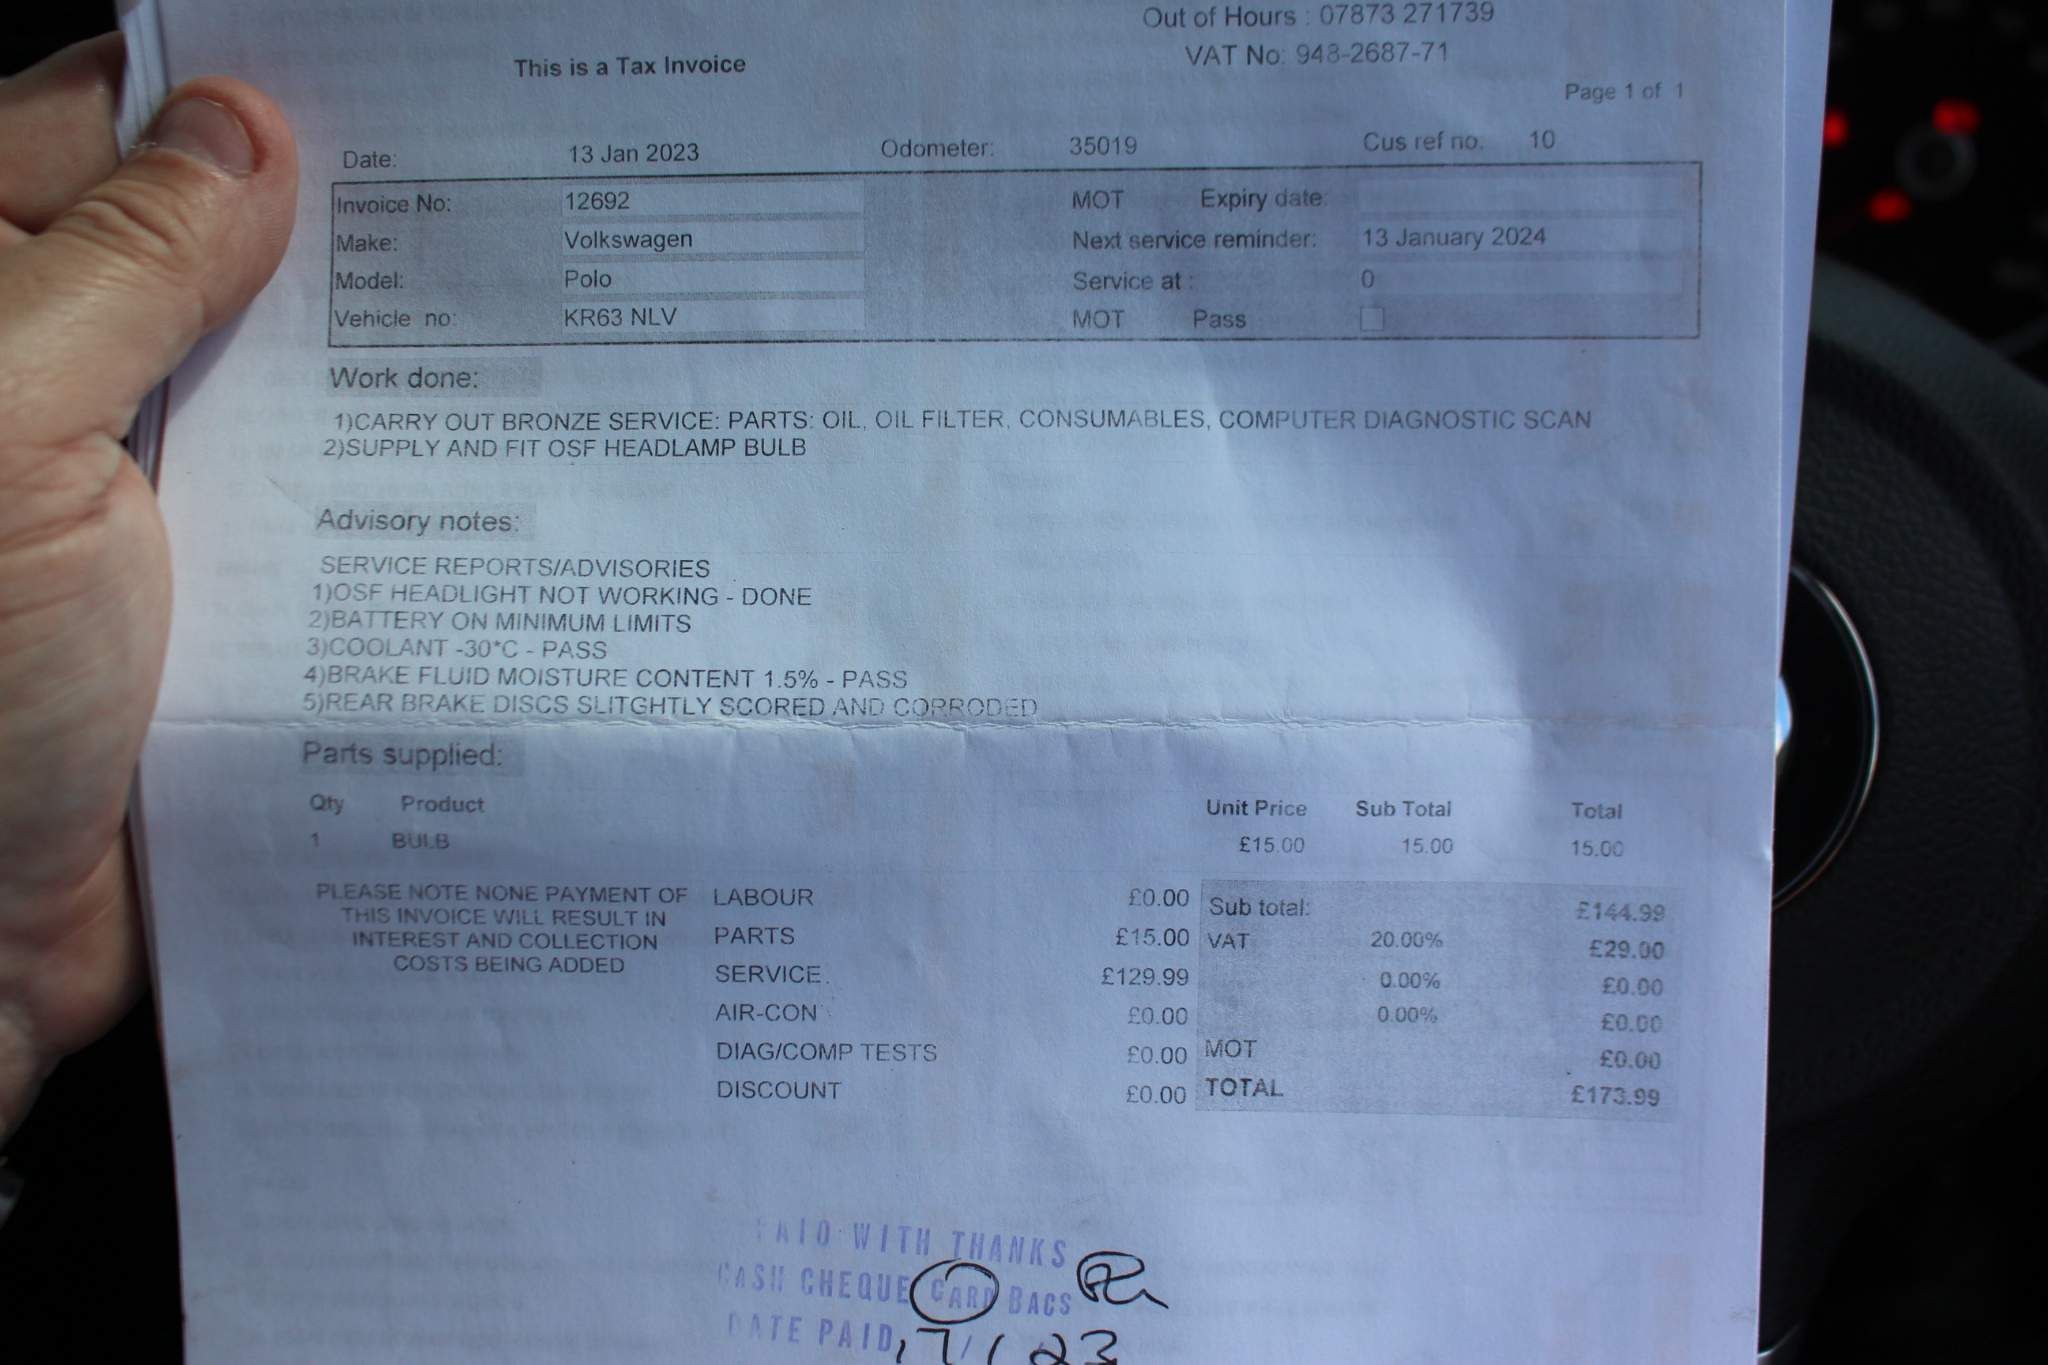 Out of Hours : 07873 271739
This is a Tax Invoice
VAT No: 948-2687-71
Page 1 of 1
Date: 13 Jan 2023 Odometer: 35019 Cus ref no. 10
Invoice No: 12692 MOT Expiry date:
Make: Volkswagen Next service reminder: 13 January 2024
Model: Polo Service at : 0
Vehicle no: KR63 NLV MOT Pass
Work done:
1)CARRY OUT BRONZE SERVICE: PARTS: OIL, OIL FILTER, CONSUMABLES, COMPUTER DIAGNOSTIC SCAN
2)SUPPLY AND FIT OSF HEADLAMP BULB
Advisory notes:
SERVICE REPORTS/ADVISORIES
1)OSF HEADLIGHT NOT WORKING - DONE
2)BATTERY ON MINIMUM LIMITS
3)COOLANT -30*C - PASS
4)BRAKE FLUID MOISTURE CONTENT 1.5% - PASS
5)REAR BRAKE DISCS SLITGHTLY SCORED AND CORRODED
Parts supplied:
Qty Product Unit Price Sub Total Total
1 BULB £15.00 15.00 15.00
PLEASE NOTE NONE PAYMENT OF
THIS INVOICE WILL RESULT IN
INTEREST AND COLLECTION
COSTS BEING ADDED
LABOUR £0.00
PARTS £15.00
SERVICE. £129.99
AIR-CON £0.00
DIAG/COMP TESTS £0.00
DISCOUNT £0.00
Sub total: £144.99
VAT 20.00% £29.00
0.00% £0.00
0.00% £0.00
MOT £0.00
TOTAL £173.99
PAID WITH THANKS
CASH CHEQUE CARD BACS
DATE PAID 17/1/23